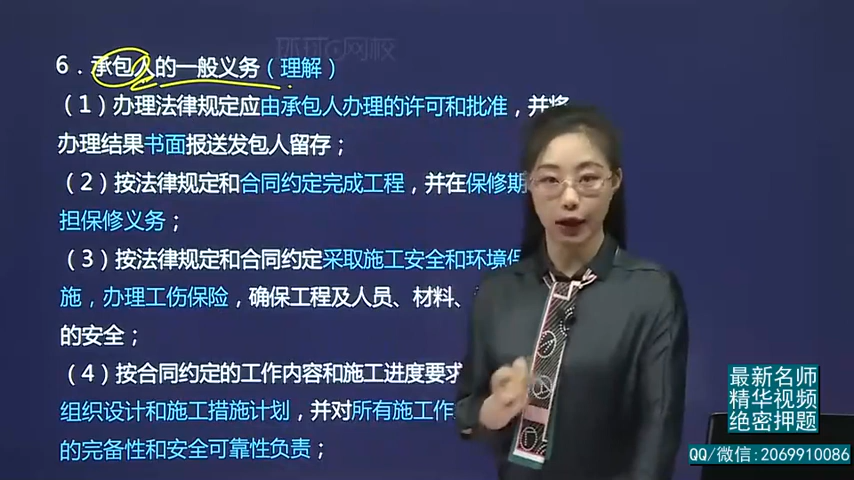 环球网校
6．承包人的一般义务（理解）
（1）办理法律规定应由承包人办理的许可和批准，并将
办理结果书面报送发包人留存；
（2）按法律规定和合同约定完成工程，并在保修期
担保修义务；
（3）按法律规定和合同约定采取施工安全和环境保
施，办理工伤保险，确保工程及人员、材料、
的安全；
（4）按合同约定的工作内容和施工进度要求
组织设计和施工措施计划，并对所有施工作
的完备性和安全可靠性负责；
最新名师
精华视频
绝密押题
QQ/微信:2069910086